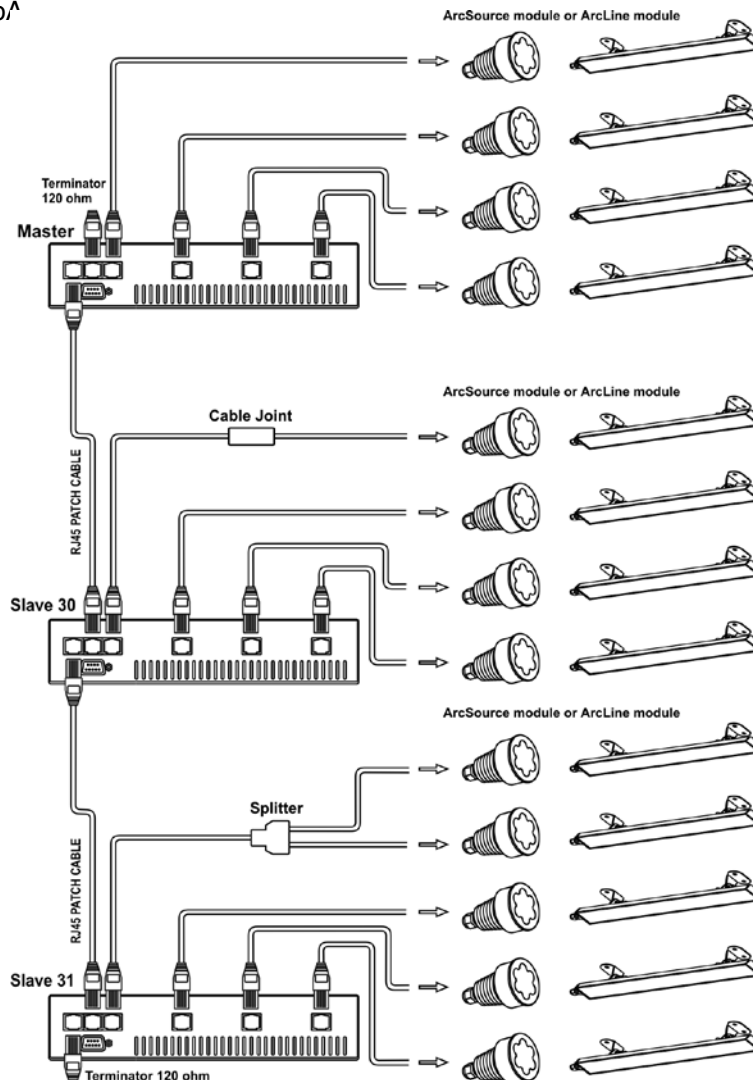 ArcSource module or ArcLine module
Terminator
120 ohm
Master
ArcSource module or ArcLine module
Cable Joint
RJ45 PATCH CABLE
Slave 30
ArcSource module or ArcLine module
Splitter
RJ45 PATCH CABLE
Slave 31
Terminator 120 ohm